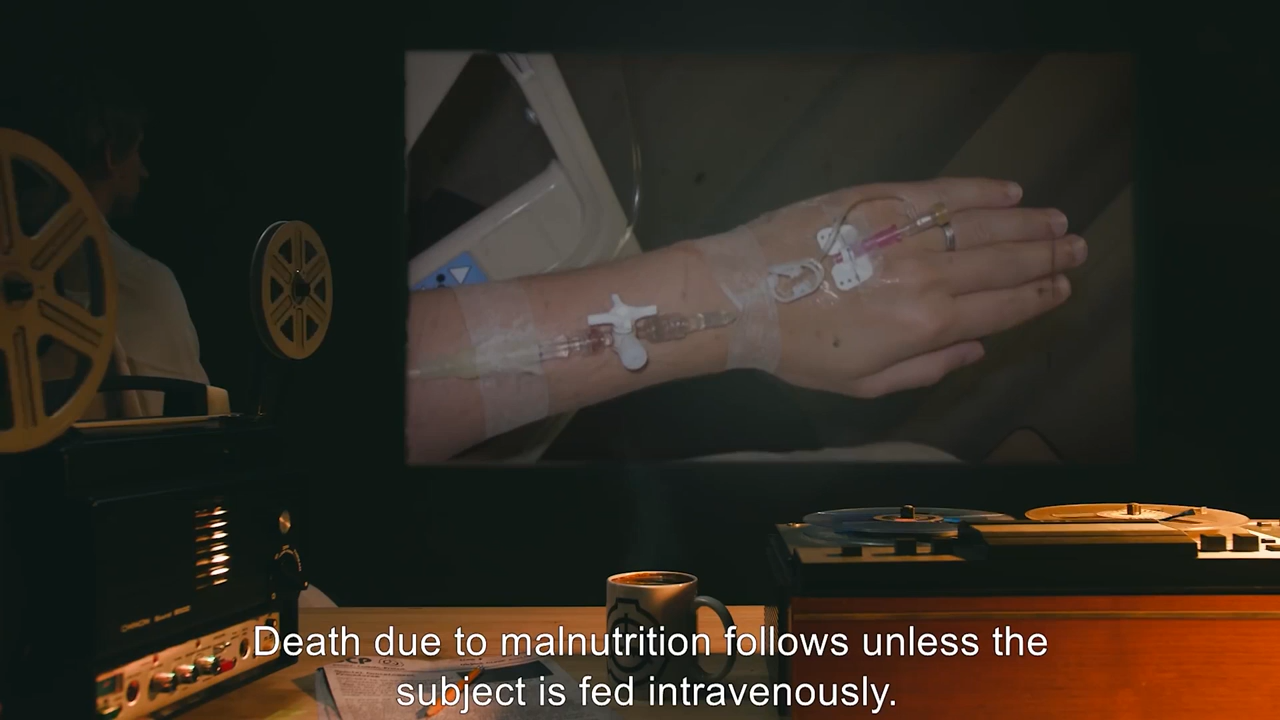 Death due to malnutrition follows unless the
subject is fed intravenously.